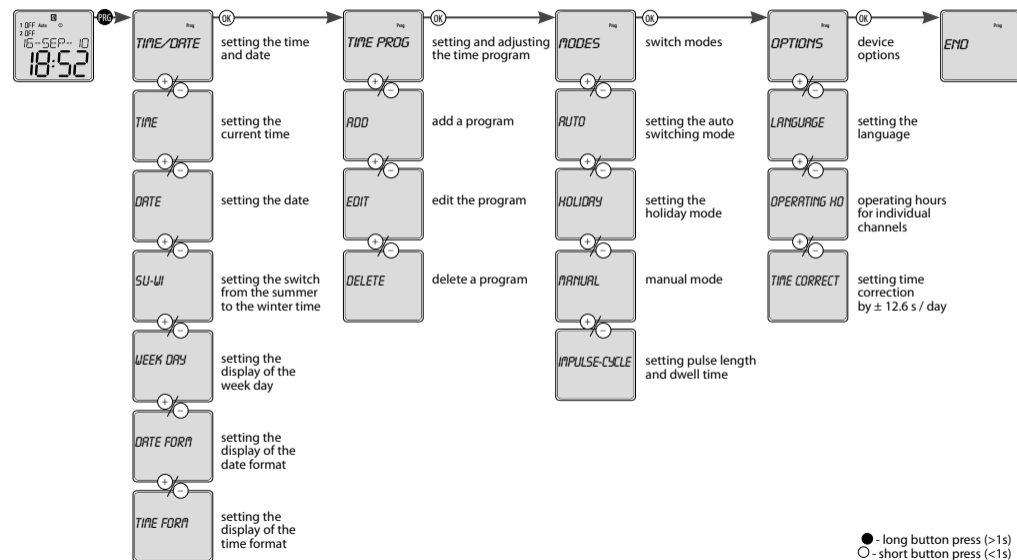 1 OFF Auto
2 OFF
16--SEP-- 10
18:52
PRG
Prog
TIME/DATE
OK
setting the time
and date
+/−
TIME
setting the
current time
+/−
DATE
setting the date
+/−
SU-WI
setting the switch
from the summer
to the winter time
+/−
WEEK DAY
setting the
display of the
week day
+/−
DATE FORM
setting the
display of the
date format
+/−
TIME FORM
setting the
display of the
time format
Prog
TIME PROG
OK
setting and adjusting
the time program
+/−
ADD
add a program
+/−
EDIT
edit the program
+/−
DELETE
delete a program
Prog
MODES
OK
switch modes
+/−
AUTO
setting the auto
switching mode
+/−
HOLIDAY
setting the
holiday mode
+/−
MANUAL
manual mode
+/−
IMPULSE-CYCLE
setting pulse length
and dwell time
Prog
OPTIONS
OK
device
options
+/−
LANGUAGE
setting the
language
+/−
OPERATING HO
operating hours
for individual
channels
+/−
TIME CORRECT
setting time
correction
by ± 12.6 s / day
Prog
END
- long button press (>1s)
- short button press (<1s)